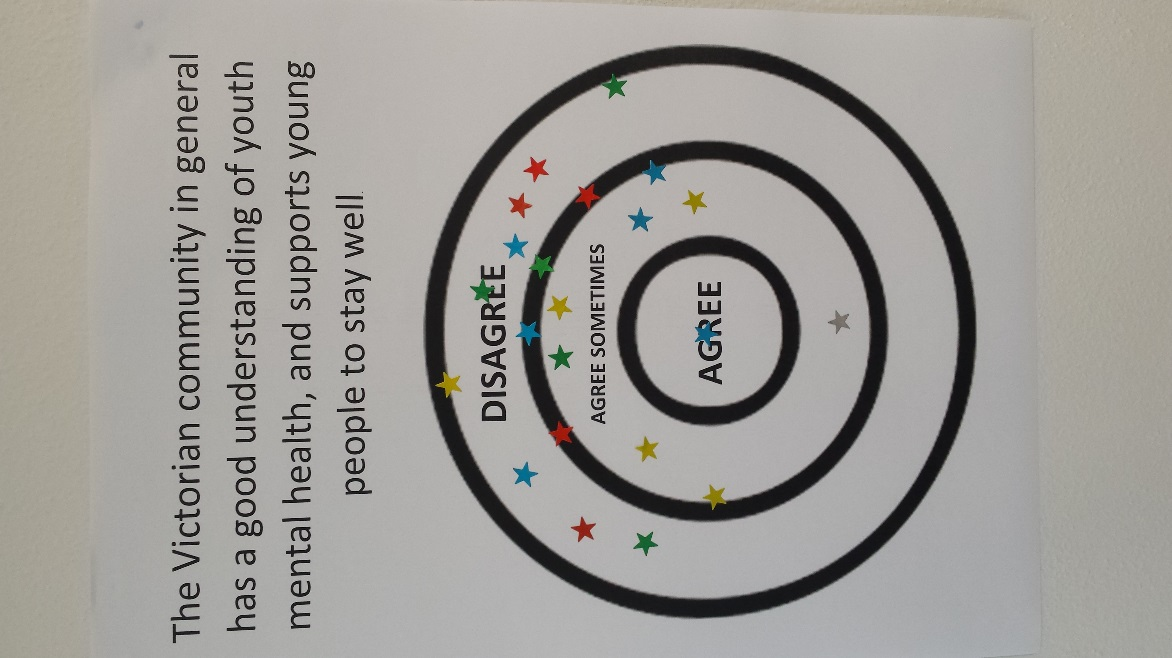 The Victorian community in general
has a good understanding of youth
mental health, and supports young
people to stay well.
DISAGREE
AGREE SOMETIMES
AGREE